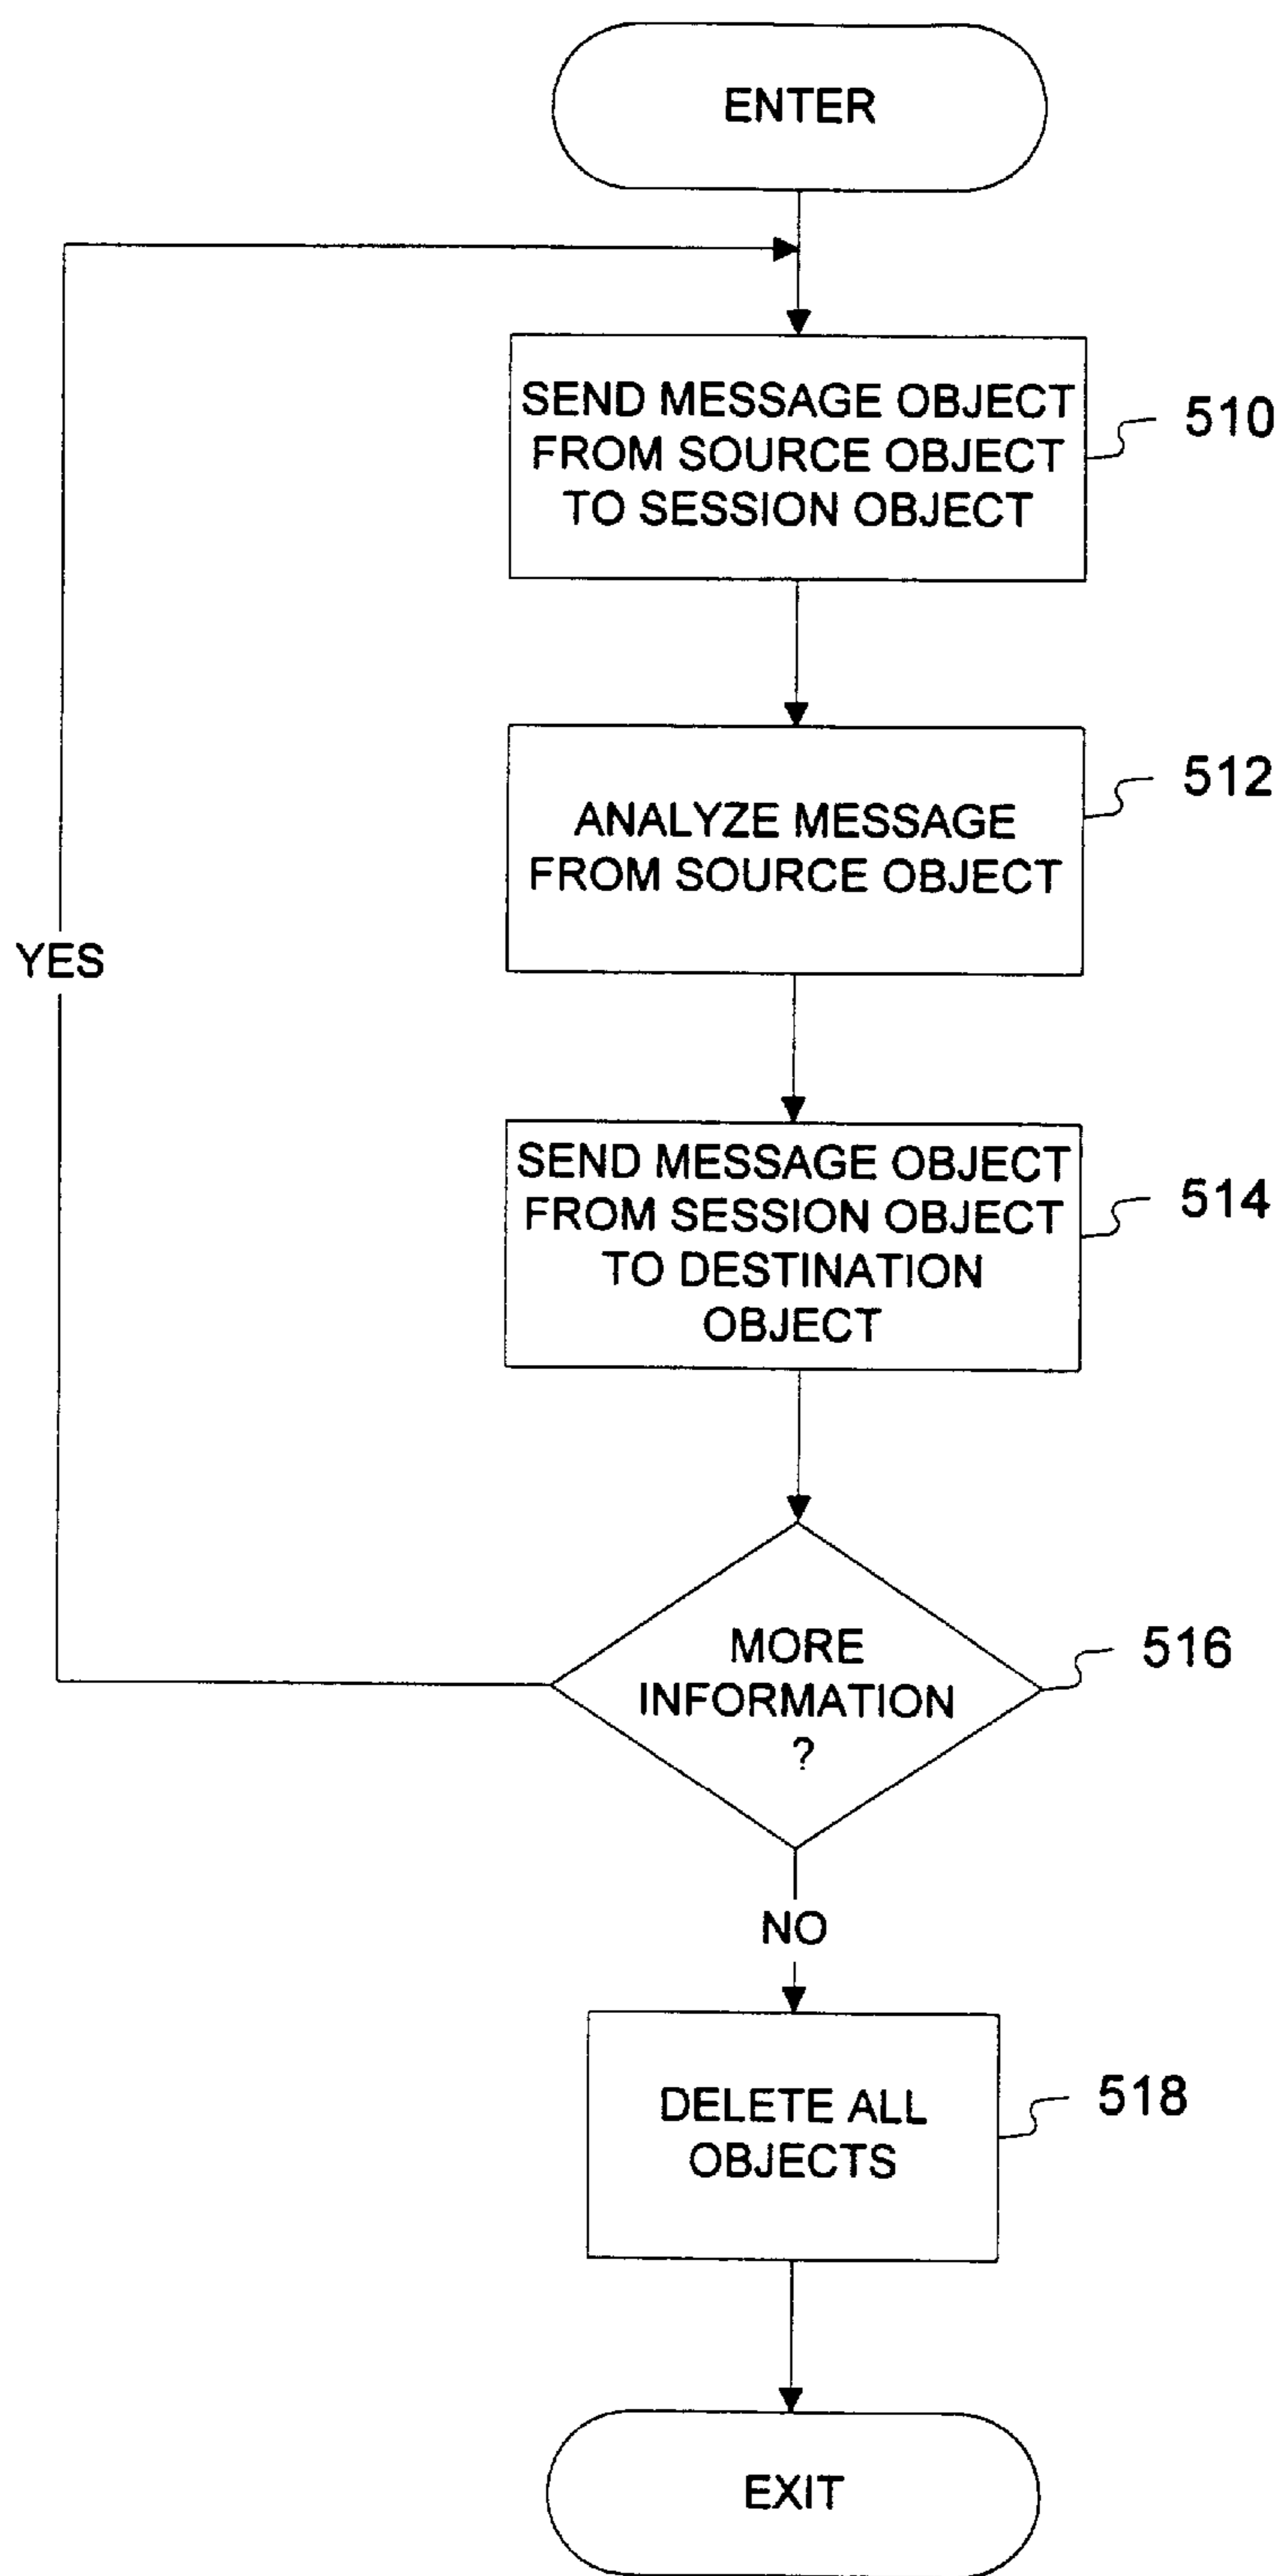 ENTER
SEND MESSAGE OBJECT
FROM SOURCE OBJECT
TO SESSION OBJECT
510
ANALYZE MESSAGE
FROM SOURCE OBJECT
512
YES
SEND MESSAGE OBJECT
FROM SESSION OBJECT
TO DESTINATION
OBJECT
514
MORE
INFORMATION
?
516
NO
DELETE ALL
OBJECTS
518
EXIT